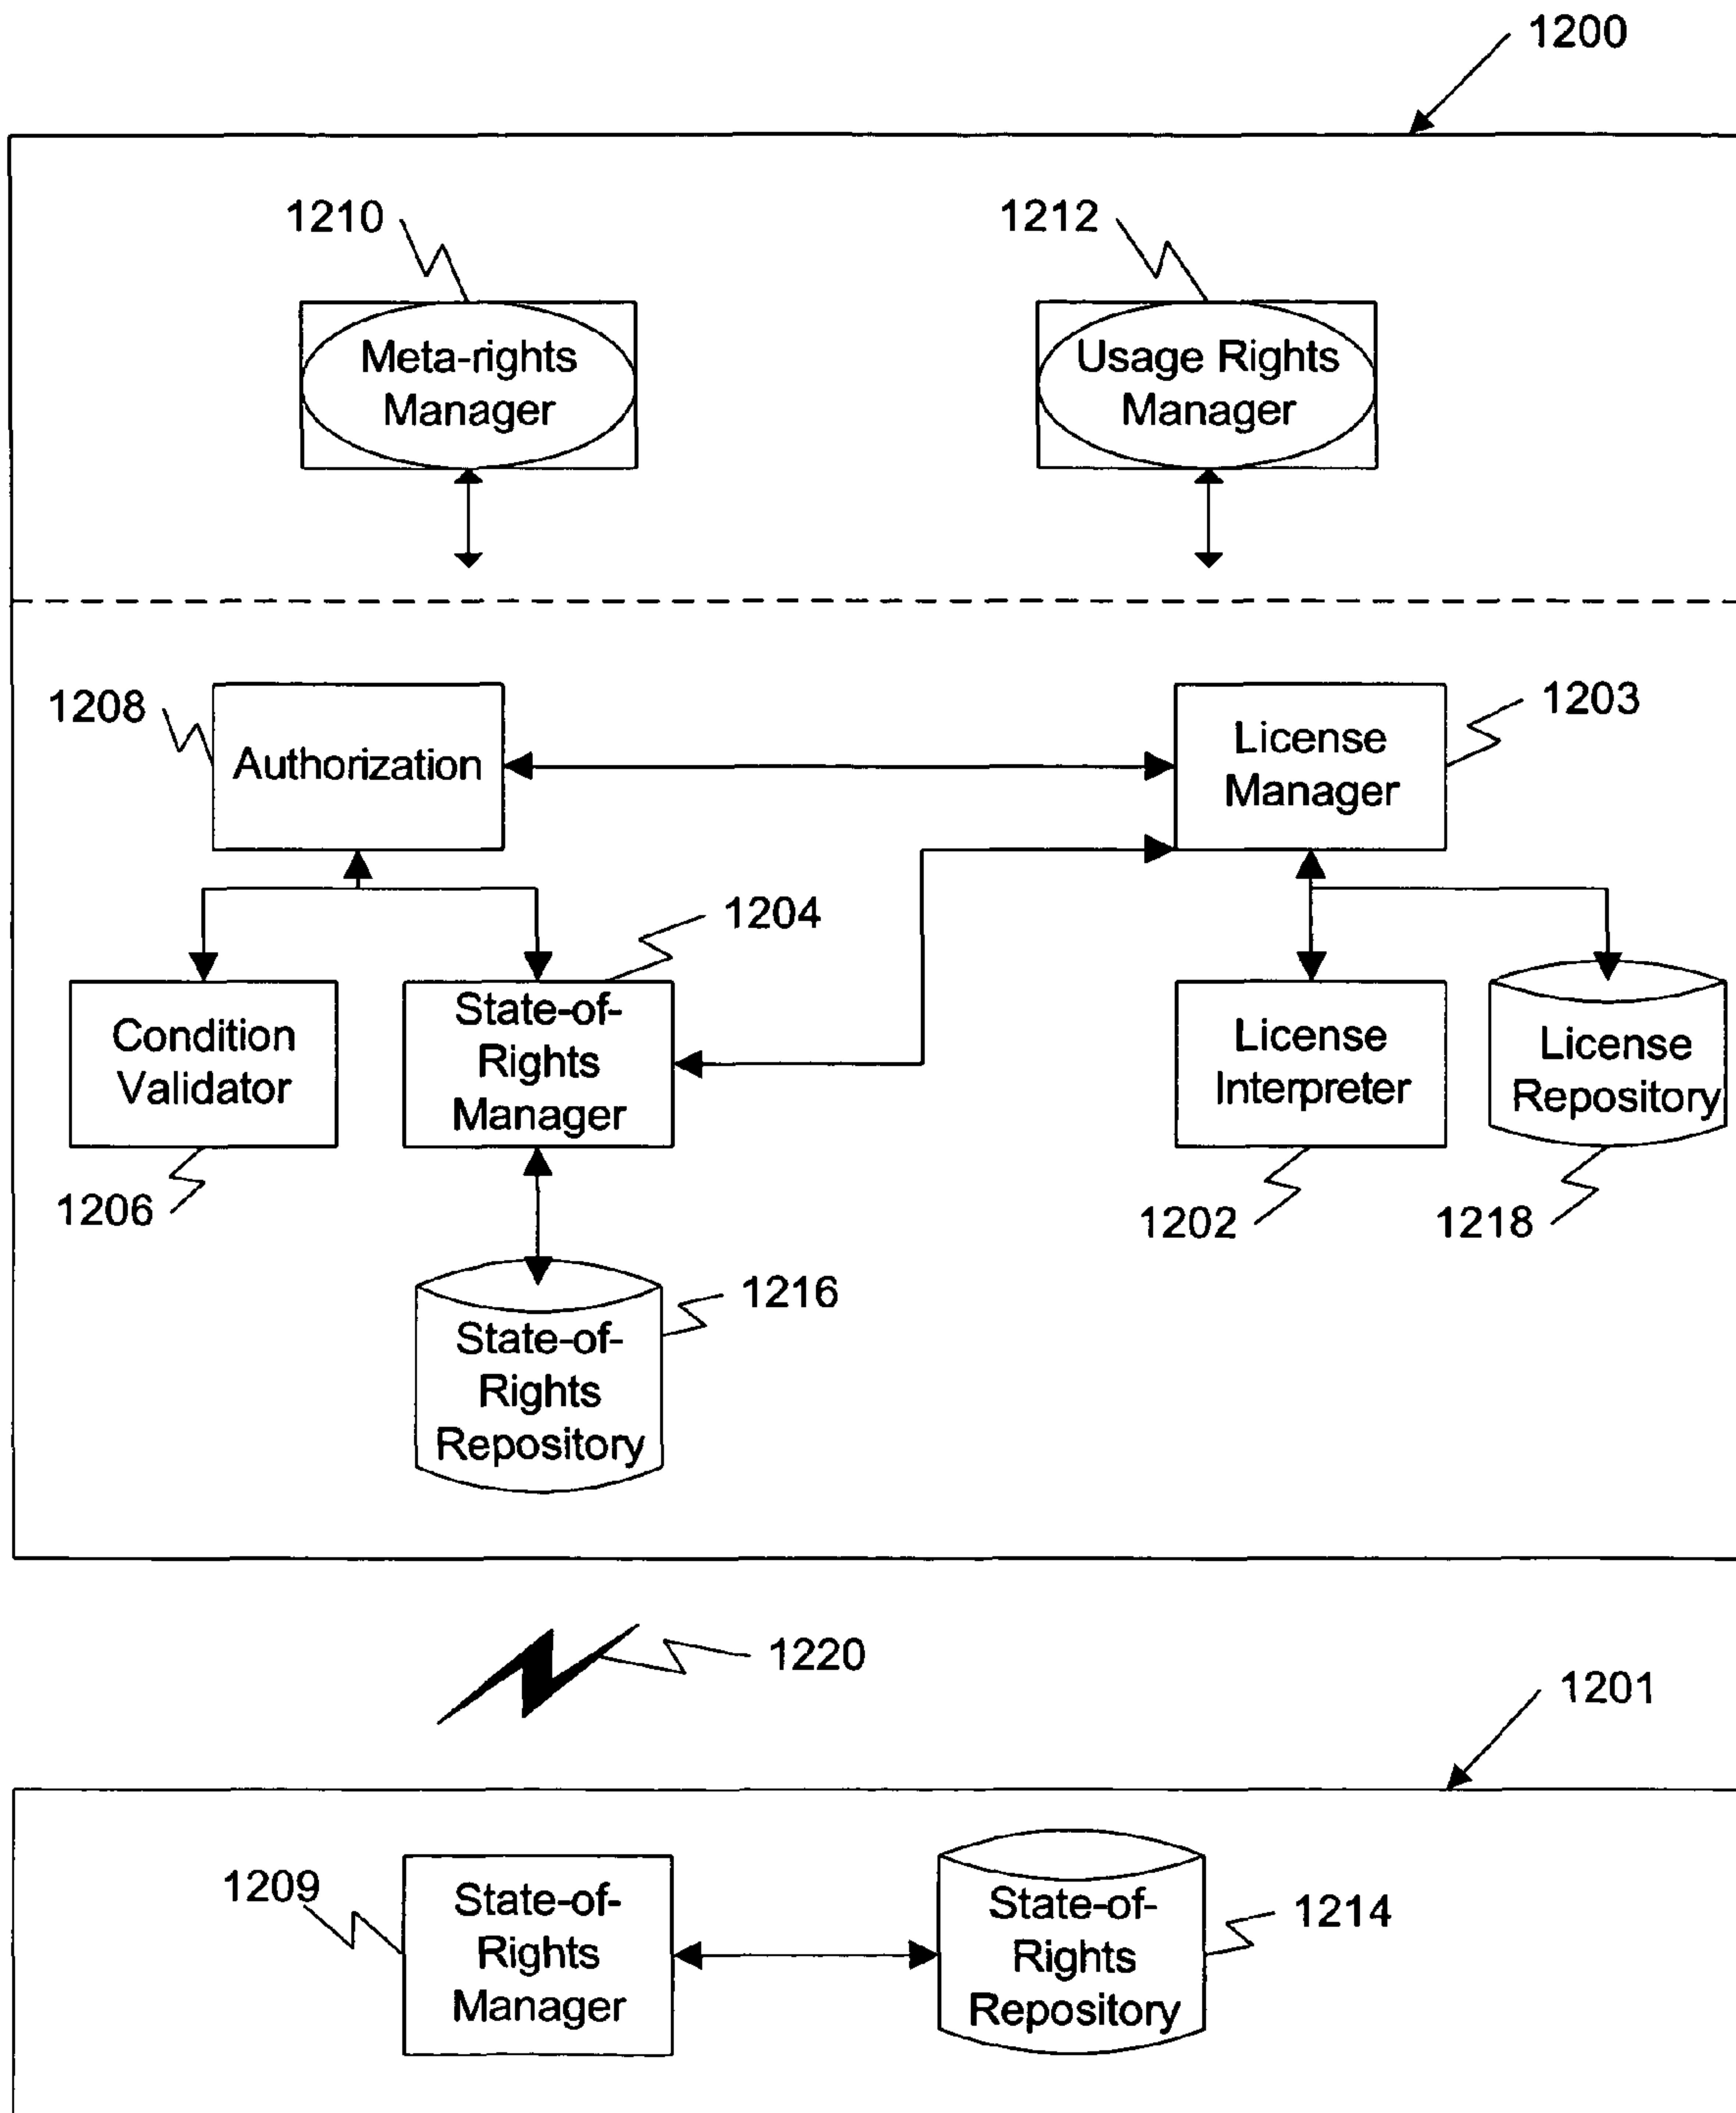 1200
1210
1212
Meta-rights
Manager
Usage Rights
Manager
1208
Authorization
License
Manager
1203
1204
Condition
Validator
State-of-
Rights
Manager
License
Interpreter
License
Repository
1206
1202
1218
1216
State-of-
Rights
Repository
1220
1201
1209
State-of-
Rights
Manager
State-of-
Rights
Repository
1214